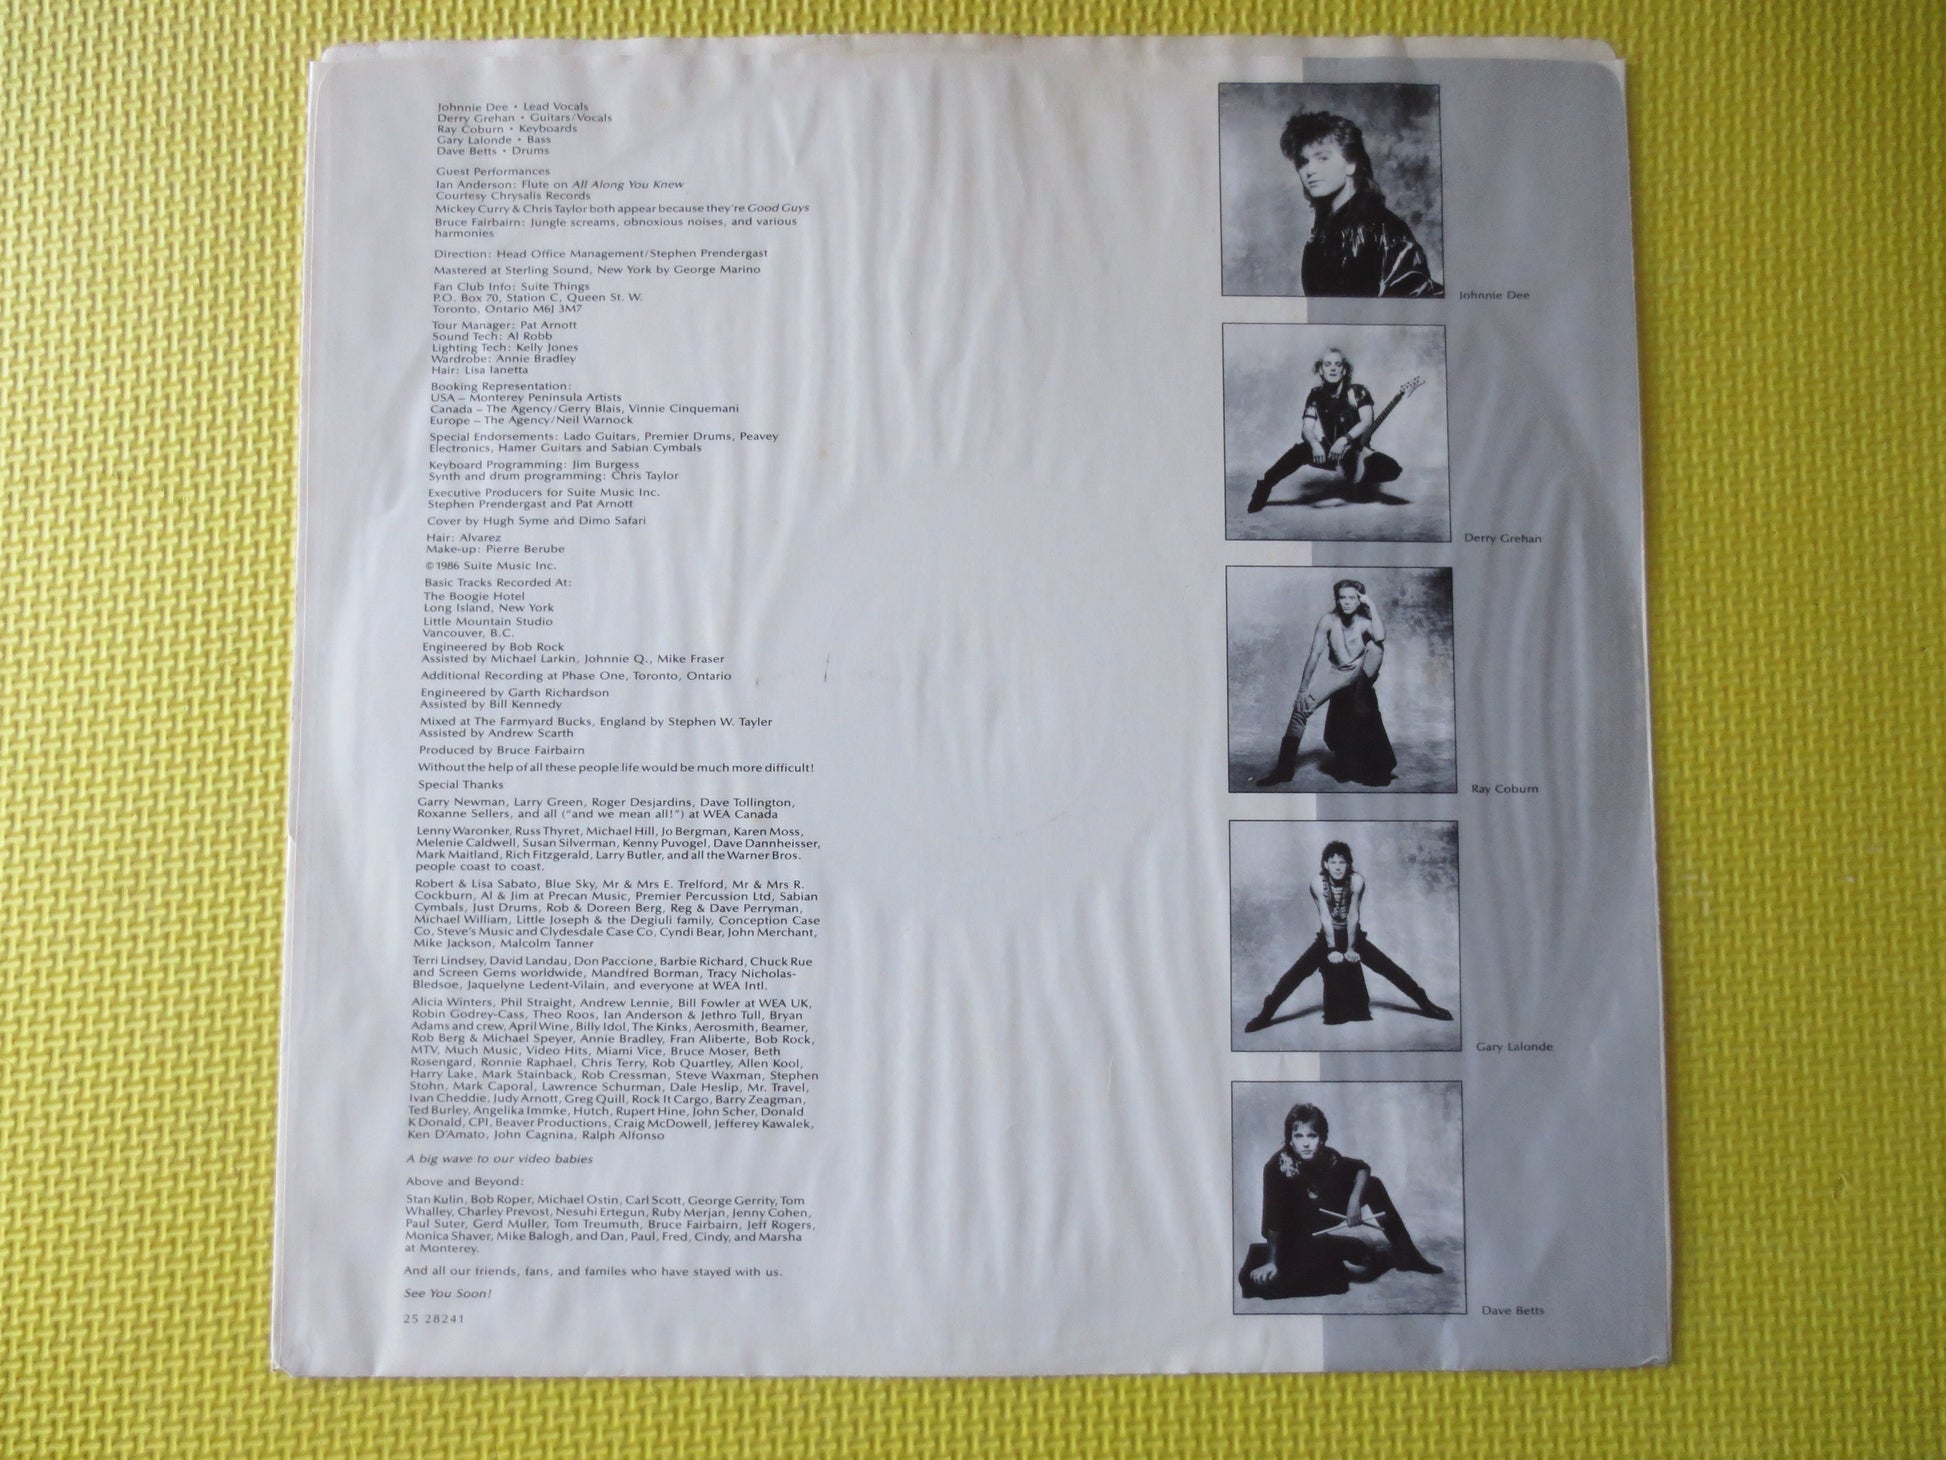 Johnnie Dee • Lead Vocals
Derry Grehan • Guitars/Vocals
Ray Coburn • Keyboards
Gary Lalonde • Bass
Dave Betts • Drums
Guest Performances
Ian Anderson: Flute on All Along You Knew
Courtesy Chrysalis Records
Mickey Curry & Chris Taylor both appear because they're Good Guys
Bruce Fairbairn: Jungle screams, obnoxious noises, and various
harmonies
Direction: Head Office Management/Stephen Prendergast
Mastered at Sterling Sound, New York by George Marino
Fan Club Info: Suite Things
P.O. Box 70, Station C, Queen St. W.
Toronto, Ontario M6J 3M7
Tour Manager: Pat Arnott
Sound Tech: Al Robb
Lighting Tech: Kelly Jones
Wardrobe: Annie Bradley
Hair: Lisa Ianetta
Booking Representation:
USA – Monterey Peninsula Artists
Canada – The Agency/Gerry Blais, Vinnie Cinquemani
Europe – The Agency/Neil Warnock
Special Endorsements: Lado Guitars, Premier Drums, Peavey
Electronics, Hamer Guitars and Sabian Cymbals
Keyboard Programming: Jim Burgess
Synth and drum programming: Chris Taylor
Executive Producers for Suite Music Inc.
Stephen Prendergast and Pat Arnott
Cover by Hugh Syme and Dimo Safari
Hair: Alvarez
Make-up: Pierre Berube
©1986 Suite Music Inc.
Basic Tracks Recorded At:
The Boogie Hotel
Long Island, New York
Little Mountain Studio
Vancouver, B.C.
Engineered by Bob Rock
Assisted by Michael Larkin, Johnnie Q., Mike Fraser
Additional Recording at Phase One, Toronto, Ontario
Engineered by Garth Richardson
Assisted by Bill Kennedy
Mixed at The Farmyard Bucks, England by Stephen W. Tayler
Assisted by Andrew Scarth
Produced by Bruce Fairbairn
Without the help of all these people life would be much more difficult!
Special Thanks
Garry Newman, Larry Green, Roger Desjardins, Dave Tollington,
Roxanne Sellers, and all ("and we mean all!") at WEA Canada
Lenny Waronker, Russ Thyret, Michael Hill, Jo Bergman, Karen Moss,
Melenie Caldwell, Susan Silverman, Kenny Puvogel, Dave Dannheisser,
Mark Maitland, Rich Fitzgerald, Larry Butler, and all the Warner Bros.
people coast to coast.
Robert & Lisa Sabato, Blue Sky, Mr & Mrs E. Trelford, Mr & Mrs R.
Cockburn, Al & Jim at Precan Music, Premier Percussion Ltd, Sabian
Cymbals, Just Drums, Rob & Doreen Berg, Reg & Dave Perryman,
Michael William, Little Joseph & the Degiuli family, Conception Case
Co, Steve's Music and Clydesdale Case Co, Cyndi Bear, John Merchant,
Mike Jackson, Malcolm Tanner
Terri Lindsey, David Landau, Don Paccione, Barbie Richard, Chuck Rue
and Screen Gems worldwide, Mandfred Borman, Tracy Nicholas-
Bledsoe, Jaquelyne Ledent-Vilain, and everyone at WEA Intl.
Alicia Winters, Phil Straight, Andrew Lennie, Bill Fowler at WEA UK,
Robin Godrey-Cass, Theo Roos, Ian Anderson & Jethro Tull, Bryan
Adams and crew, April Wine, Billy Idol, The Kinks, Aerosmith, Beamer,
Rob Berg & Michael Speyer, Annie Bradley, Fran Aliberte, Bob Rock,
MTV, Much Music, Video Hits, Miami Vice, Bruce Moser, Beth
Rosengard, Ronnie Raphael, Chris Terry, Rob Quartley, Allen Kool,
Harry Lake, Mark Stainback, Rob Cressman, Steve Waxman, Stephen
Stohn, Mark Caporal, Lawrence Schurman, Dale Heslip, Mr. Travel,
Ivan Cheddie, Judy Arnott, Greg Quill, Rock It Cargo, Barry Zeagman,
Ted Burley, Angelika Immke, Hutch, Rupert Hine, John Scher, Donald
K Donald, CPI, Beaver Productions, Craig McDowell, Jefferey Kawalek,
Ken D'Amato, John Cagnina, Ralph Alfonso
A big wave to our video babies
Above and Beyond:
Stan Kulin, Bob Roper, Michael Ostin, Carl Scott, George Gerrity, Tom
Whalley, Charley Prevost, Nesuhi Ertegun, Ruby Merjan, Jenny Cohen,
Paul Suter, Gerd Muller, Tom Treumuth, Bruce Fairbairn, Jeff Rogers,
Monica Shaver, Mike Balogh, and Dan, Paul, Fred, Cindy, and Marsha
at Monterey.
And all our friends, fans, and familes who have stayed with us.
See You Soon!
25 28241
Johnnie Dee
Derry Grehan
Ray Coburn
Gary Lalonde
Dave Betts